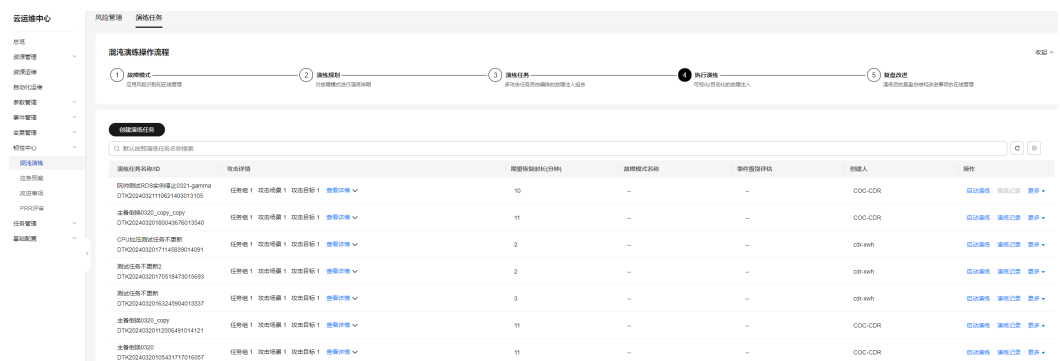 云运维中心
风险管理 演练任务
总览
资源管理
资源运维
自动化运维
参数管理
事件管理
变更管理
韧性中心
混沌演练
应急预案
改进事项
PRR评审
任务管理
基础配置
混沌演练操作流程
收起
1 故障模式
应用风险识别和在线管理
2 演练规划
对故障模式进行演练排期
3 演练任务
多攻击任务自由编排的故障注入组合
4 执行演练
可视化自动化的故障注入
5 复盘改进
演练后的复盘总结和改进事项的在线管理
创建演练任务
默认按照演练任务名称搜索
演练任务名称/ID 攻击详情 期望恢复时长(分钟) 故障模式名称 事件级别评估 创建人 操作
RDS实例停止0321-gamma
DTK20240321110621403013105
任务组 1 攻击场景 1 攻击目标 1 查看详情 10 -- -- COC-CDR 启动演练 演练记录 更多
主备倒换0320_copy_copy
DTK20240320180043676013540
任务组 1 攻击场景 1 攻击目标 1 查看详情 11 -- -- COC-CDR 启动演练 演练记录 更多
CPU加压测试任务不更新
DTK20240320171145839014091
任务组 1 攻击场景 1 攻击目标 1 查看详情 2 -- -- cdr-xwh 启动演练 演练记录 更多
测试任务不更新2
DTK20240320170518473015693
任务组 1 攻击场景 1 攻击目标 1 查看详情 2 -- -- cdr-xwh 启动演练 演练记录 更多
测试任务不更新
DTK20240320163245904013537
任务组 1 攻击场景 1 攻击目标 1 查看详情 3 -- -- cdr-xwh 启动演练 演练记录 更多
主备倒换0320_copy
DTK20240320112006491014121
任务组 1 攻击场景 1 攻击目标 1 查看详情 11 -- -- COC-CDR 启动演练 演练记录 更多
主备倒换0320
DTK20240320105431717016057
任务组 1 攻击场景 1 攻击目标 1 查看详情 11 -- -- COC-CDR 启动演练 演练记录 更多